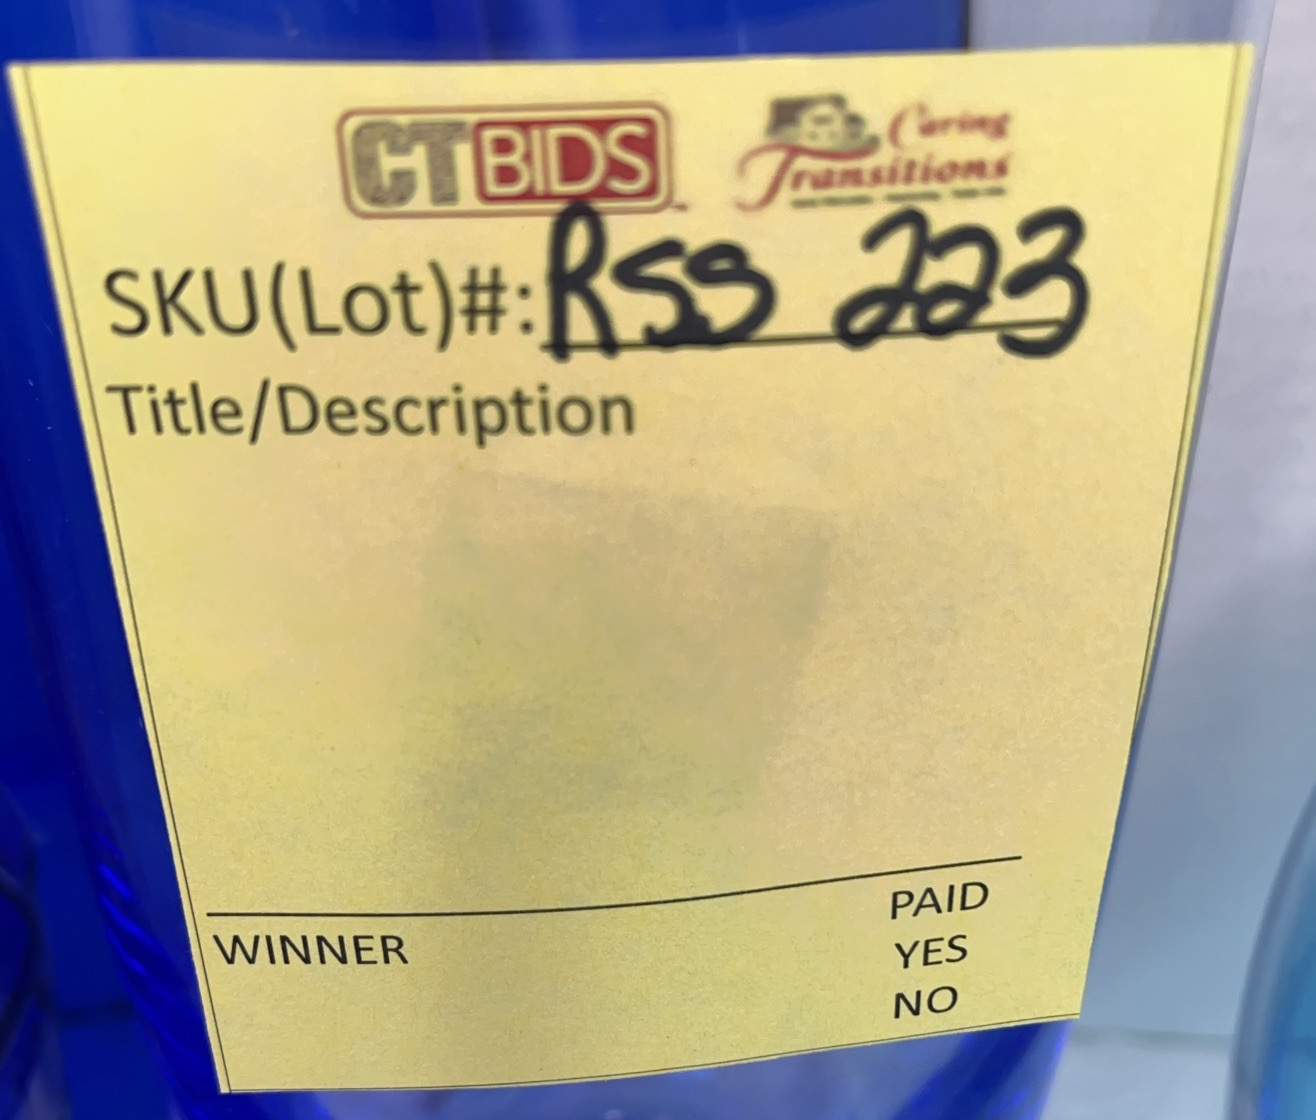 CTBIDS
Caring
Transitions
SKU(Lot)#: RSS 223
Title/Description
WINNER
PAID
YES
NO